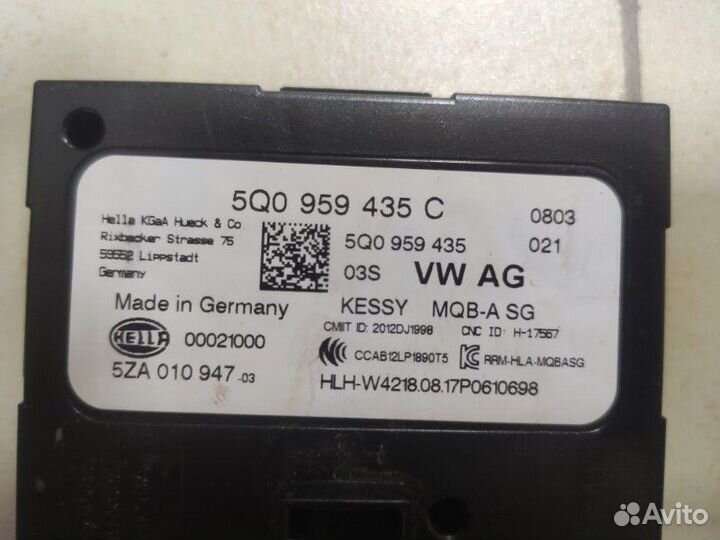 5Q0 959 435 C
0803
Hella KGaA Hueck & Co
Rixbecker Strasse 75
59552 Lippstadt
Germany
5Q0 959 435
021
03S
VW AG
Made in Germany
KESSY MQB-A SG
CMIIT ID: 2012DJ1998
CNC ID: H-17567
HELLA
00021000
CCAB12LP1890T5
RRM-HLA-MQBASG
5ZA 010 947-03
HLH-W4218.08.17P0610698
Avito